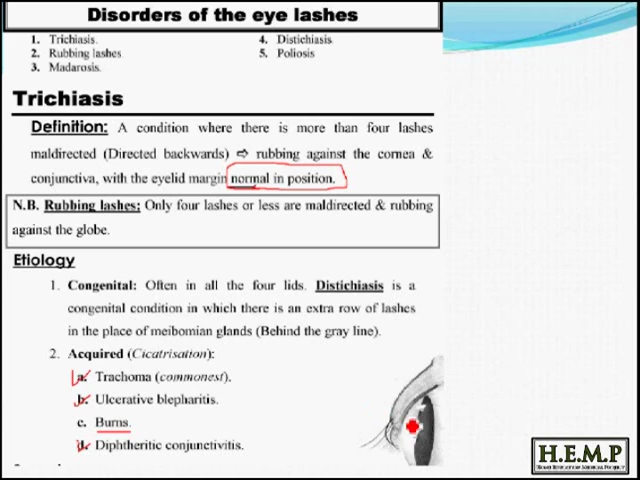 Disorders of the eye lashes
1. Trichiasis. 4. Distichiasis
2. Rubbing lashes 5. Poliosis
3. Madarosis.
Trichiasis
Definition: A condition where there is more than four lashes
maldirected (Directed backwards) ⇨ rubbing against the cornea &
conjunctiva, with the eyelid margin normal in position.
N.B. Rubbing lashes: Only four lashes or less are maldirected & rubbing
against the globe.
Etiology
1. Congenital: Often in all the four lids. Distichiasis is a
congenital condition in which there is an extra row of lashes
in the place of meibomian glands (Behind the gray line).
2. Acquired (Cicatrisation):
a. Trachoma (commonest).
b. Ulcerative blepharitis.
c. Burns.
d. Diphtheritic conjunctivitis.
H.E.M.P